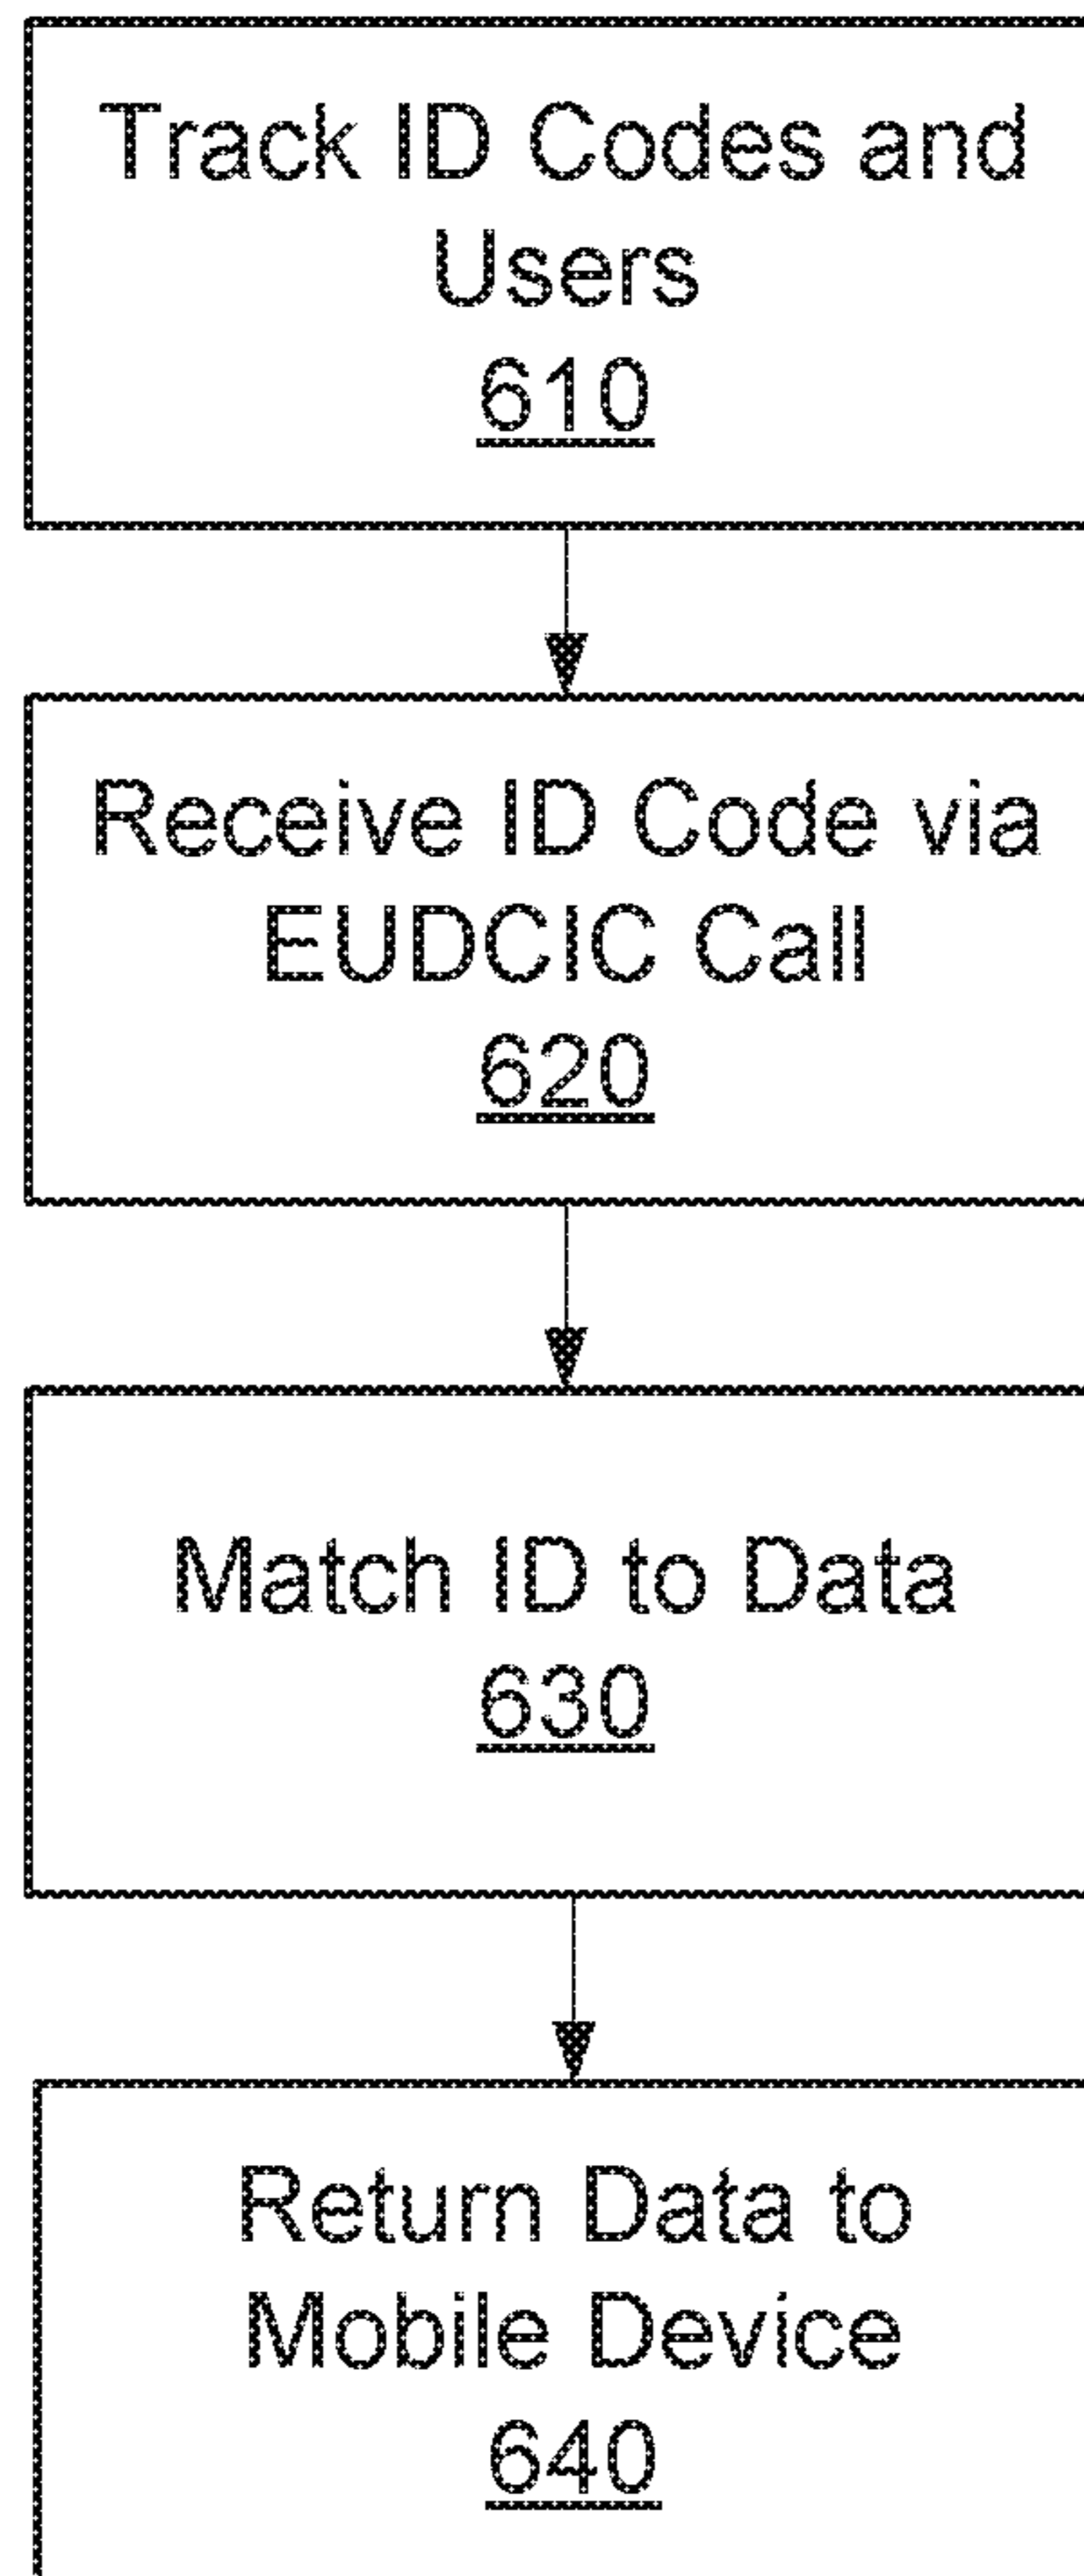 Track ID Codes and
Users
610
Receive ID Code via
EUDCIC Call
620
Match ID to Data
630
Return Data to
Mobile Device
640